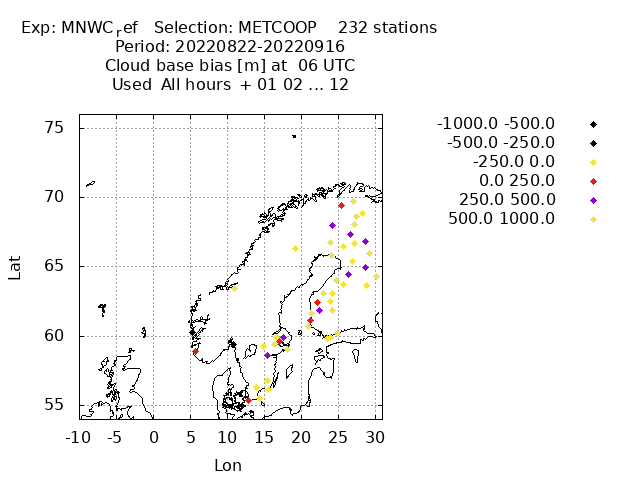 Exp: MNWCref   Selection: METCOOP    232 stations
Period: 20220822-20220916
Cloud base bias [m] at  06 UTC
Used  All hours  + 01 02 ... 12
-1000.0 -500.0
-500.0 -250.0
-250.0 0.0
0.0 250.0
250.0 500.0
500.0 1000.0
75
70
65
60
55
Lat
-10 -5 0 5 10 15 20 25 30
Lon